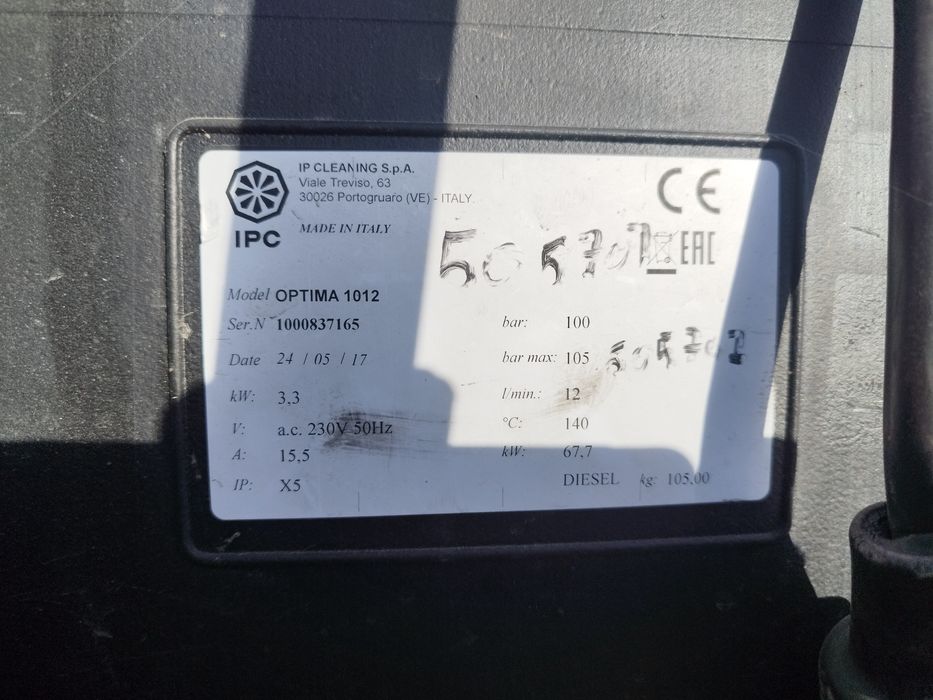 IP CLEANING S.p.A.
Viale Treviso, 63
30026 Portogruaro (VE) - ITALY
IPC
MADE IN ITALY
CE
505707
EAC
Model OPTIMA 1012
Ser.N 1000837165
bar: 100
Date 24 / 05 / 17
bar max: 105
505707
kW: 3,3
l/min.: 12
V: a.c. 230V 50Hz
°C: 140
A: 15,5
kW: 67,7
IP: X5
DIESEL kg: 105,00